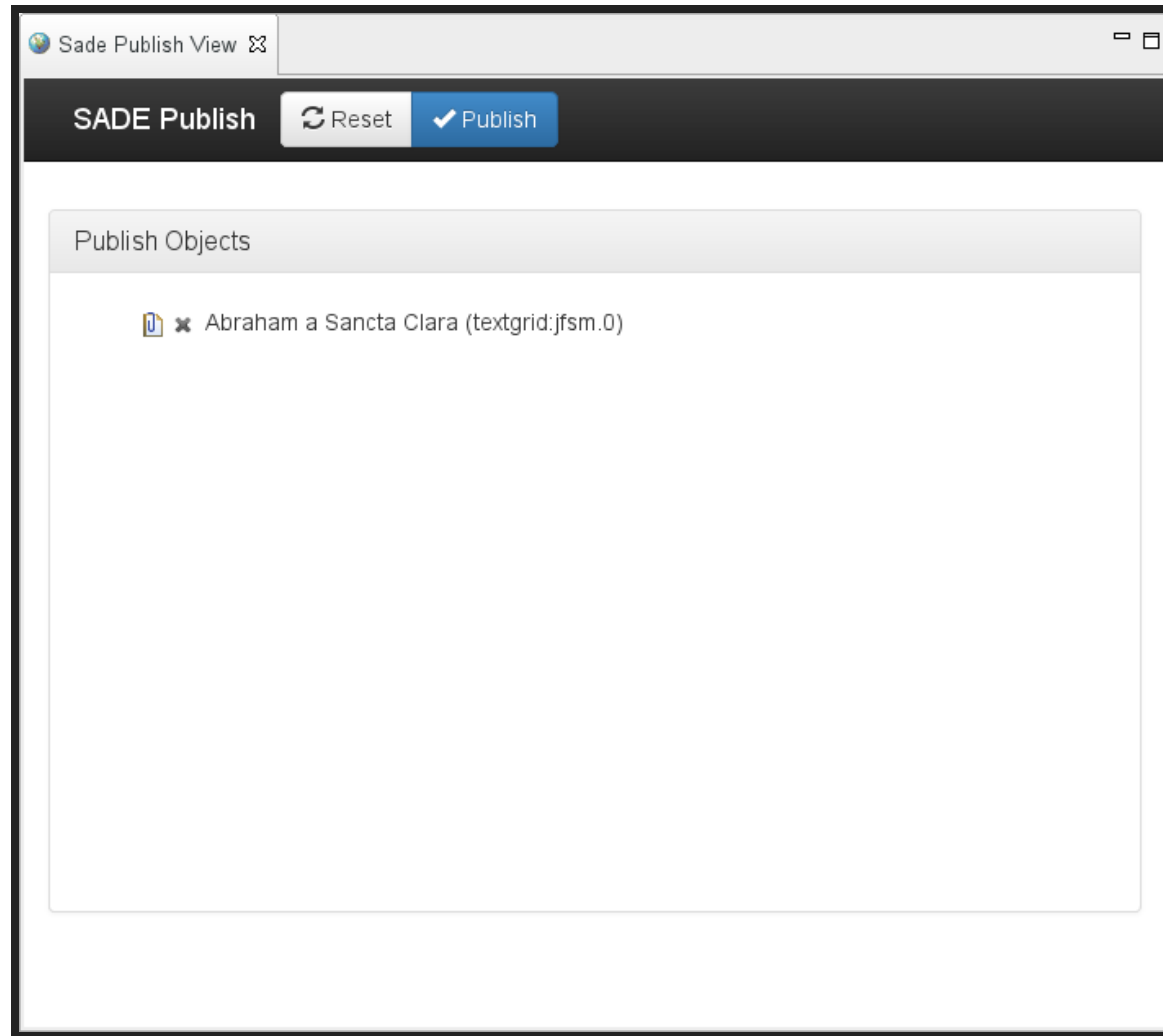 Sade Publish View
SADE Publish Reset Publish
Publish Objects
Abraham a Sancta Clara (textgrid:jfsm.0)